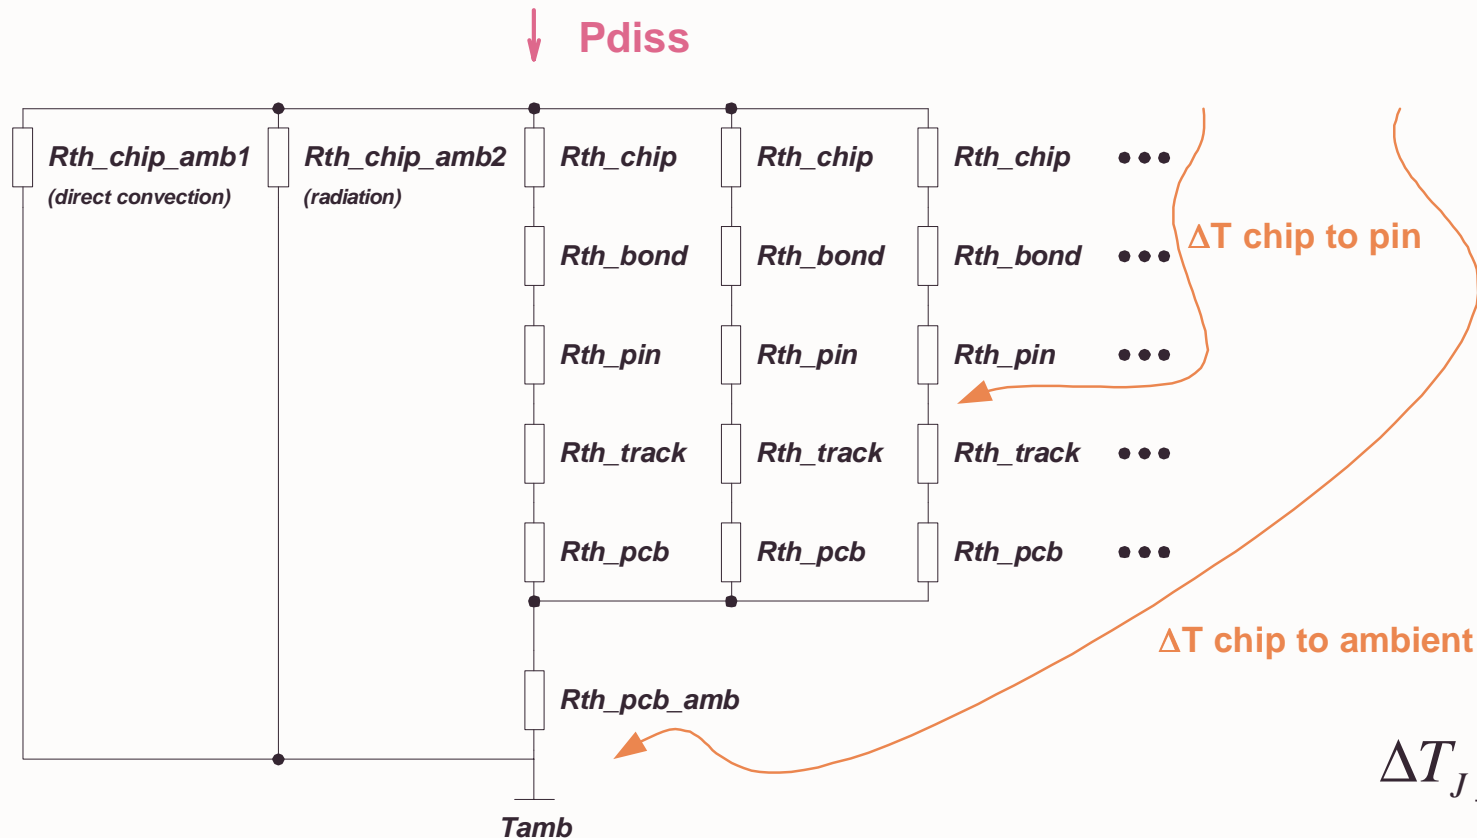 Pdiss
Rth_chip_amb1 Rth_chip_amb2 Rth_chip Rth_chip Rth_chip •••
(direct convection) (radiation)
ΔT chip to pin
Rth_bond Rth_bond Rth_bond •••
Rth_pin Rth_pin Rth_pin •••
Rth_track Rth_track Rth_track •••
Rth_pcb Rth_pcb Rth_pcb •••
ΔT chip to ambient
Rth_pcb_amb
ΔT_J
Tamb